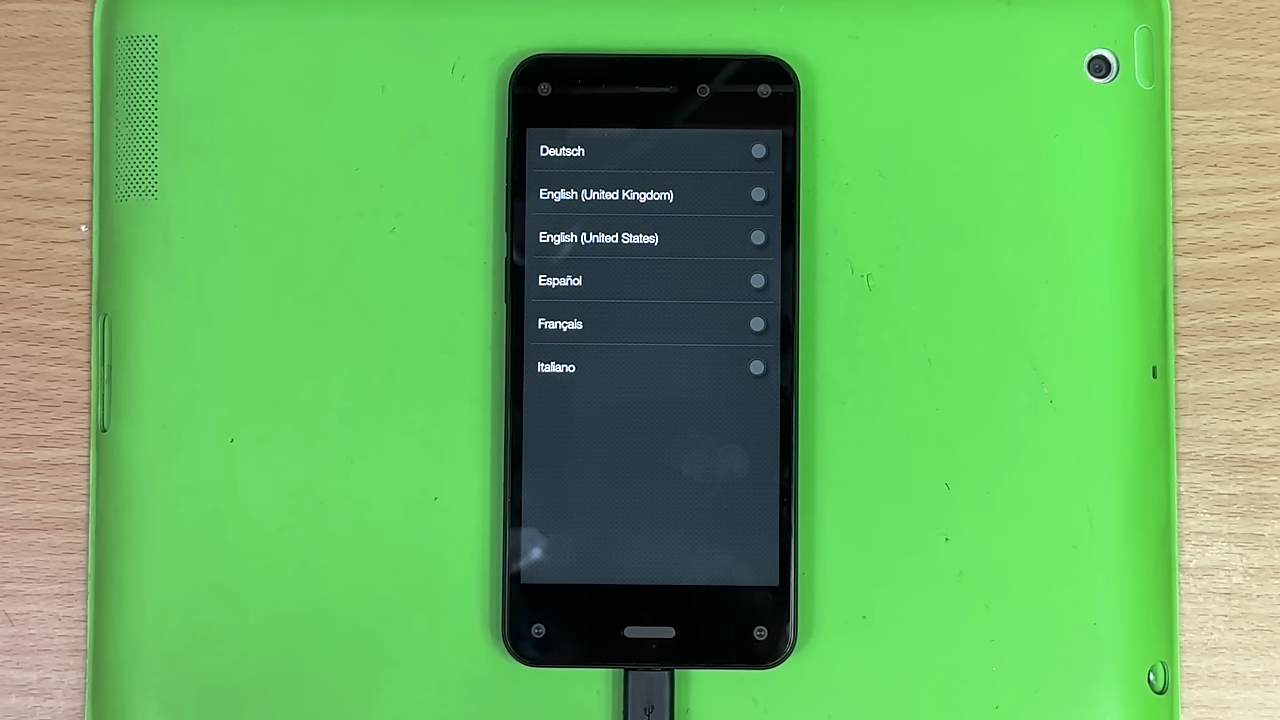 Deutsch
English (United Kingdom)
English (United States)
Español
Français
Italiano